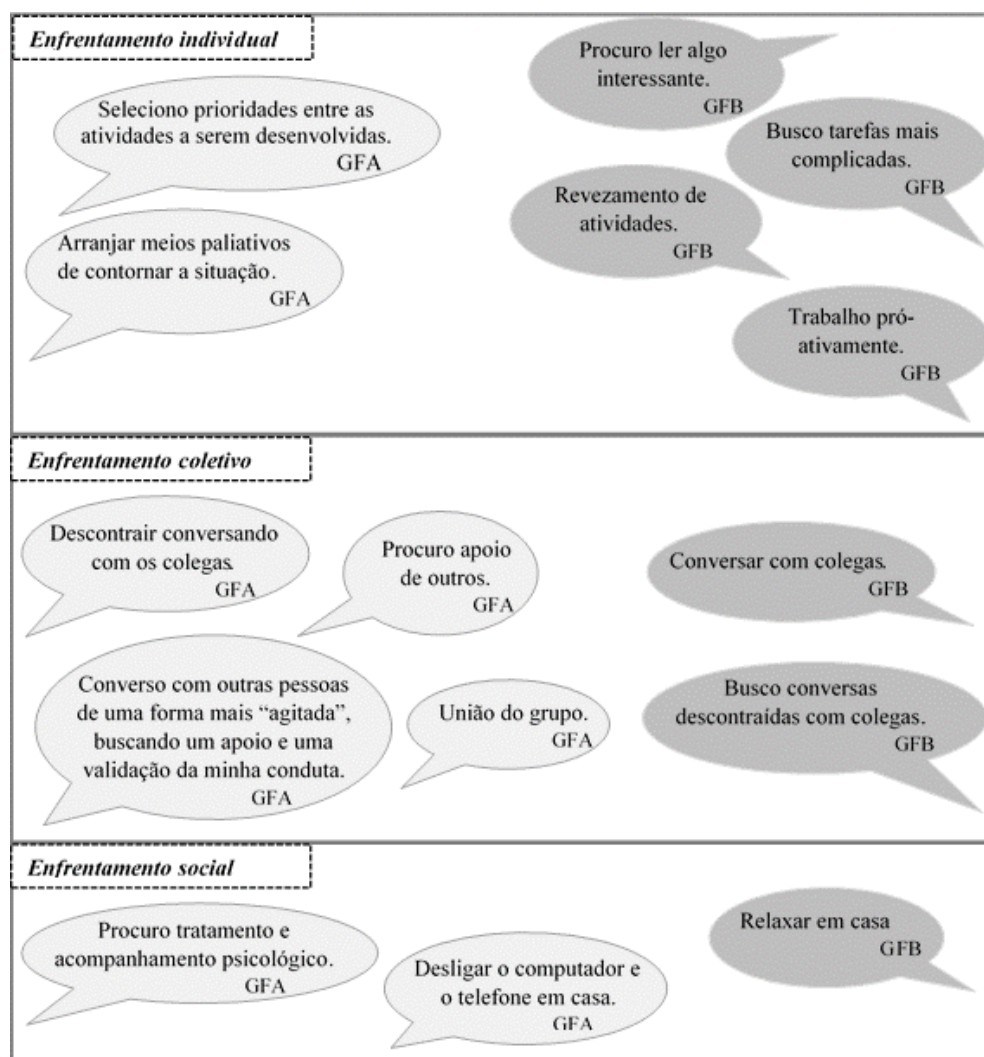 Enfrentamento individual
Seleciono prioridades entre as
atividades a serem desenvolvidas.
GFA
Arranjar meios paliativos
de contornar a situação.
GFA
Procuro ler algo
interessante.
GFB
Busco tarefas mais
complicadas.
GFB
Revezamento de
atividades.
GFB
Trabalho pró-
ativamente.
GFB
Enfrentamento coletivo
Descontrair conversando
com os colegas.
GFA
Procuro apoio
de outros.
GFA
Conversar com colegas.
GFB
Converso com outras pessoas
de uma forma mais “agitada”,
buscando um apoio e uma
validação da minha conduta.
GFA
União do grupo.
GFA
Busco conversas
descontraídas com colegas.
GFB
Enfrentamento social
Procuro tratamento e
acompanhamento psicológico.
GFA
Desligar o computador e
o telefone em casa.
GFA
Relaxar em casa
GFB